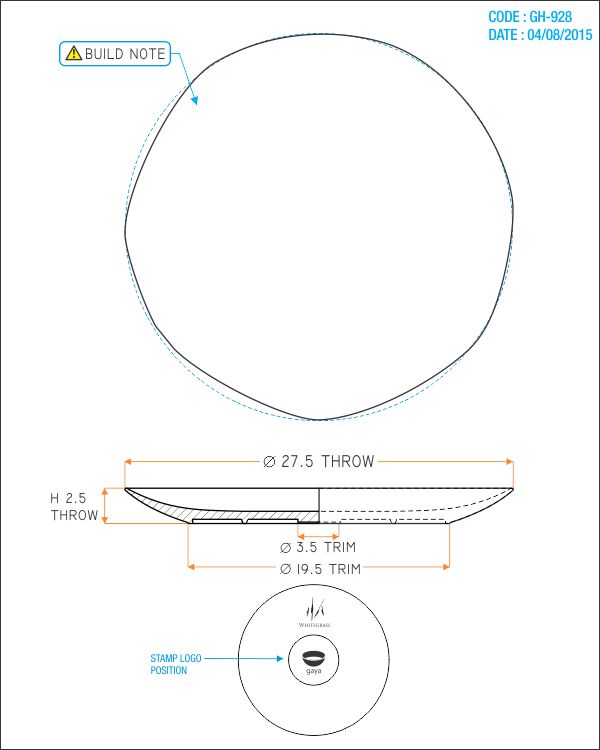 CODE : GH-928
DATE : 04/08/2015
BUILD NOTE
Ø 27.5 THROW
H 2.5
THROW
Ø 3.5 TRIM
Ø 19.5 TRIM
WHITEGRASS
STAMP LOGO
POSITION
gaya